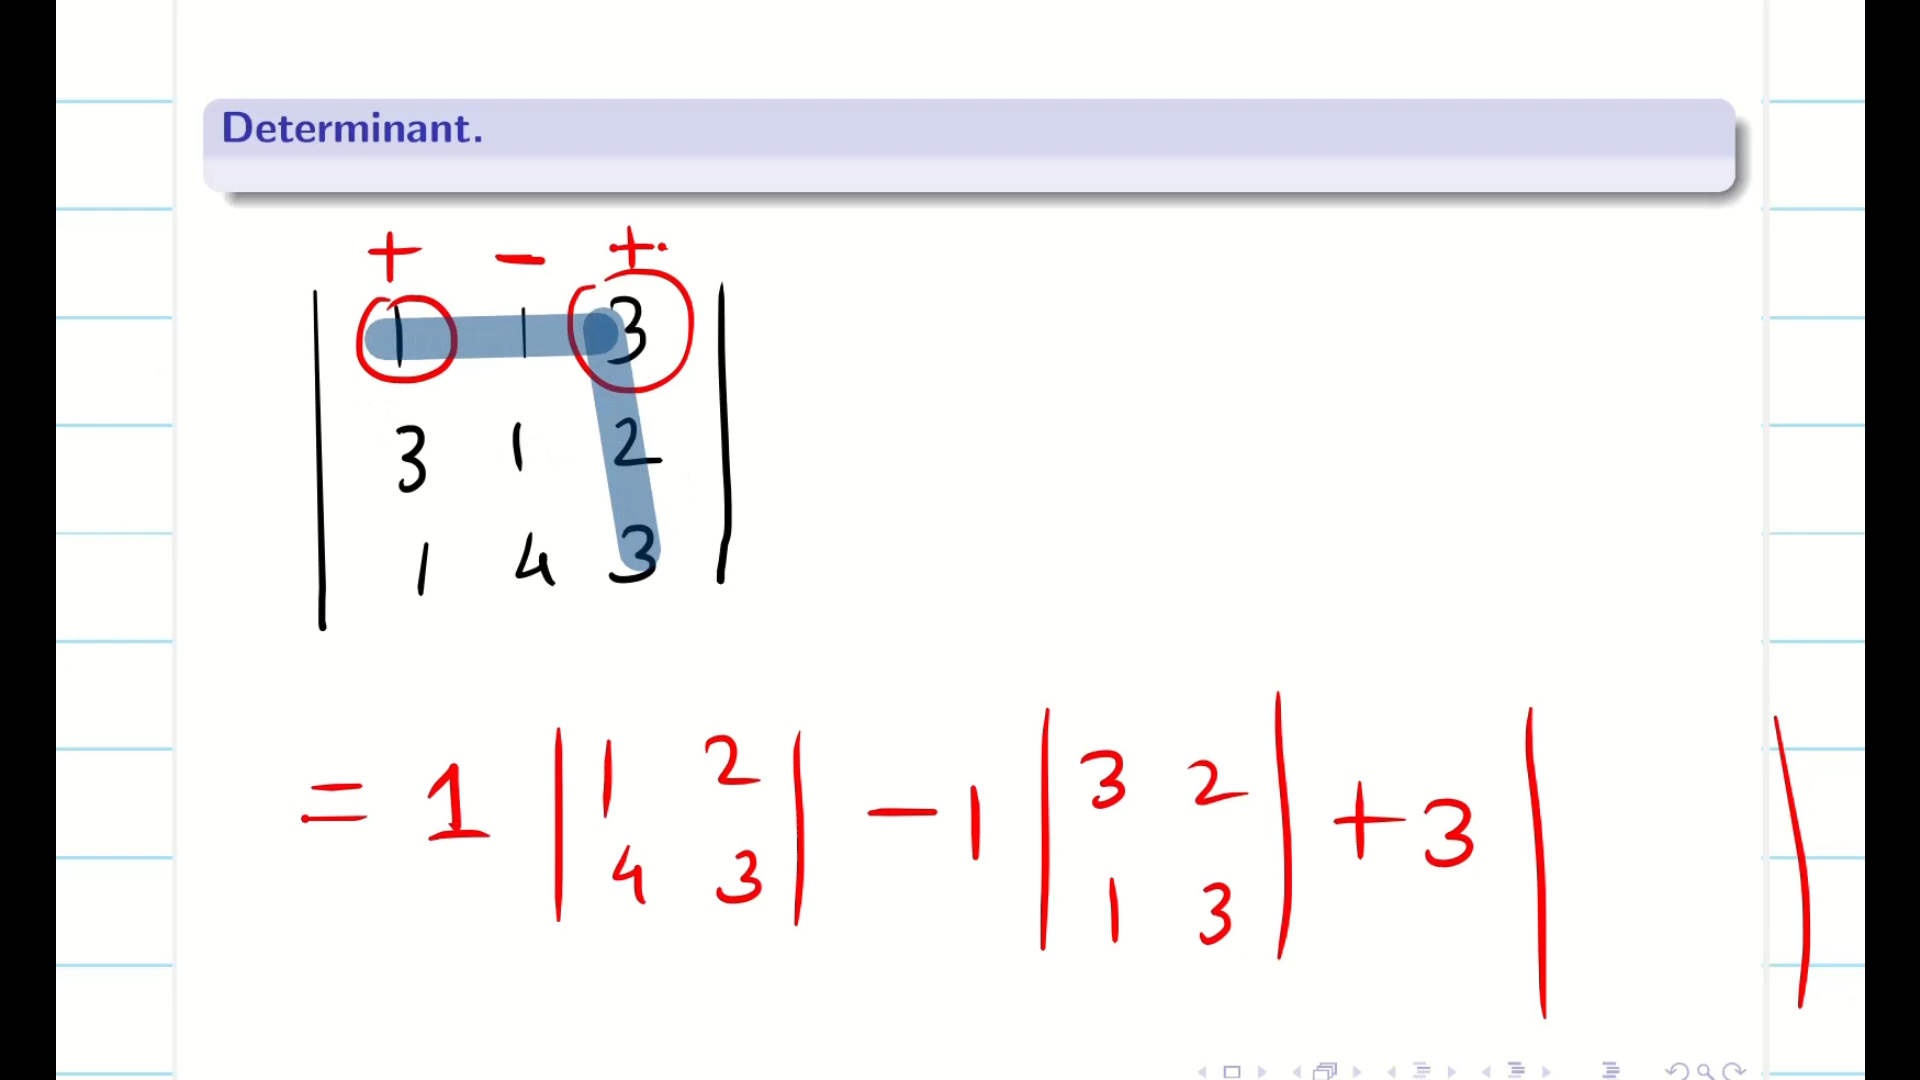 Determinant.
+ - +
1 1 3
3 1 2
1 4 3
= 1 | 1 2 | - 1 | 3 2 | + 3 | |
4 3 1 3